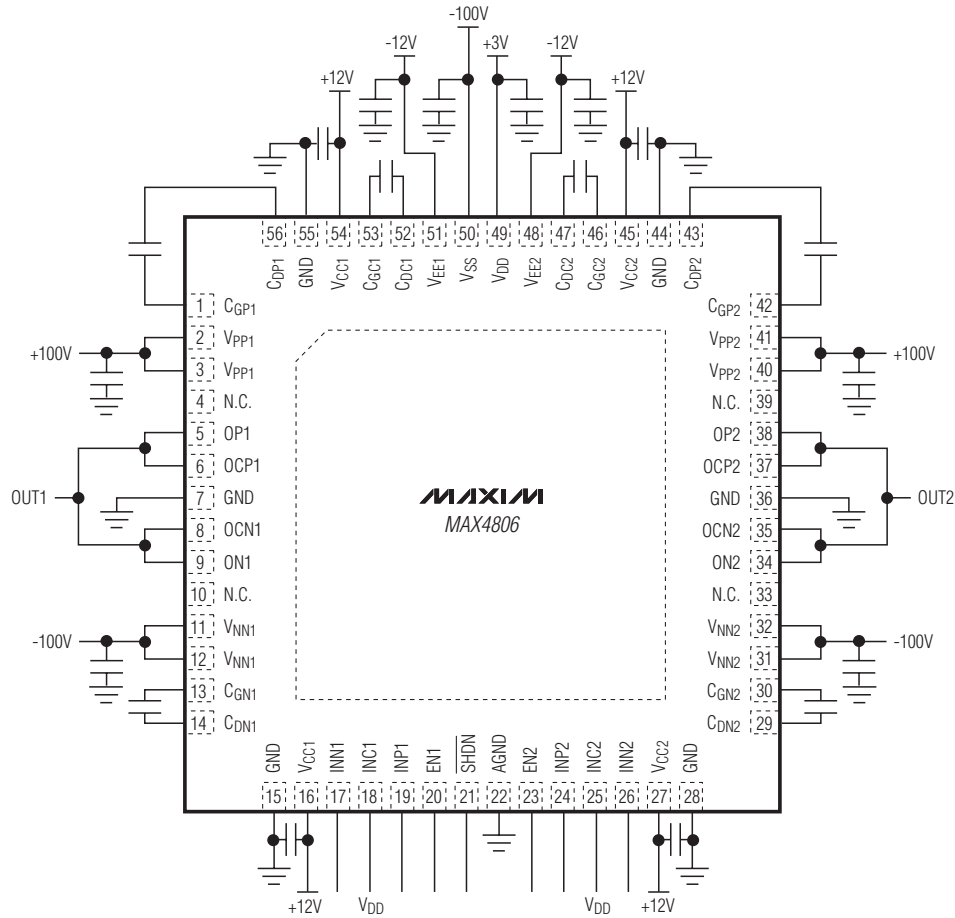 -100V
-12V +3V -12V
+12V +12V
56 55 54 53 52 51 50 49 48 47 46 45 44 43
CDP1 GND VCC1 CGC1 CDC1 VEE1 VSS VDD VEE2 CDC2 CGC2 VCC2 GND CDP2
1 CGP1 CGP2 42
2 VPP1 VPP2 41
+100V +100V
3 VPP1 VPP2 40
4 N.C. N.C. 39
5 OP1 OP2 38
6 OCP1 OCP2 37
OUT1 7 GND GND 36 OUT2
MAXIM
MAX4806
8 OCN1 OCN2 35
9 ON1 ON2 34
10 N.C. N.C. 33
11 VNN1 VNN2 32
-100V -100V
12 VNN1 VNN2 31
13 CGN1 CGN2 30
14 CDN1 CDN2 29
GND VCC1 INN1 INC1 INP1 EN1 SHDN AGND EN2 INP2 INC2 INN2 VCC2 GND
15 16 17 18 19 20 21 22 23 24 25 26 27 28
+12V VDD VDD +12V